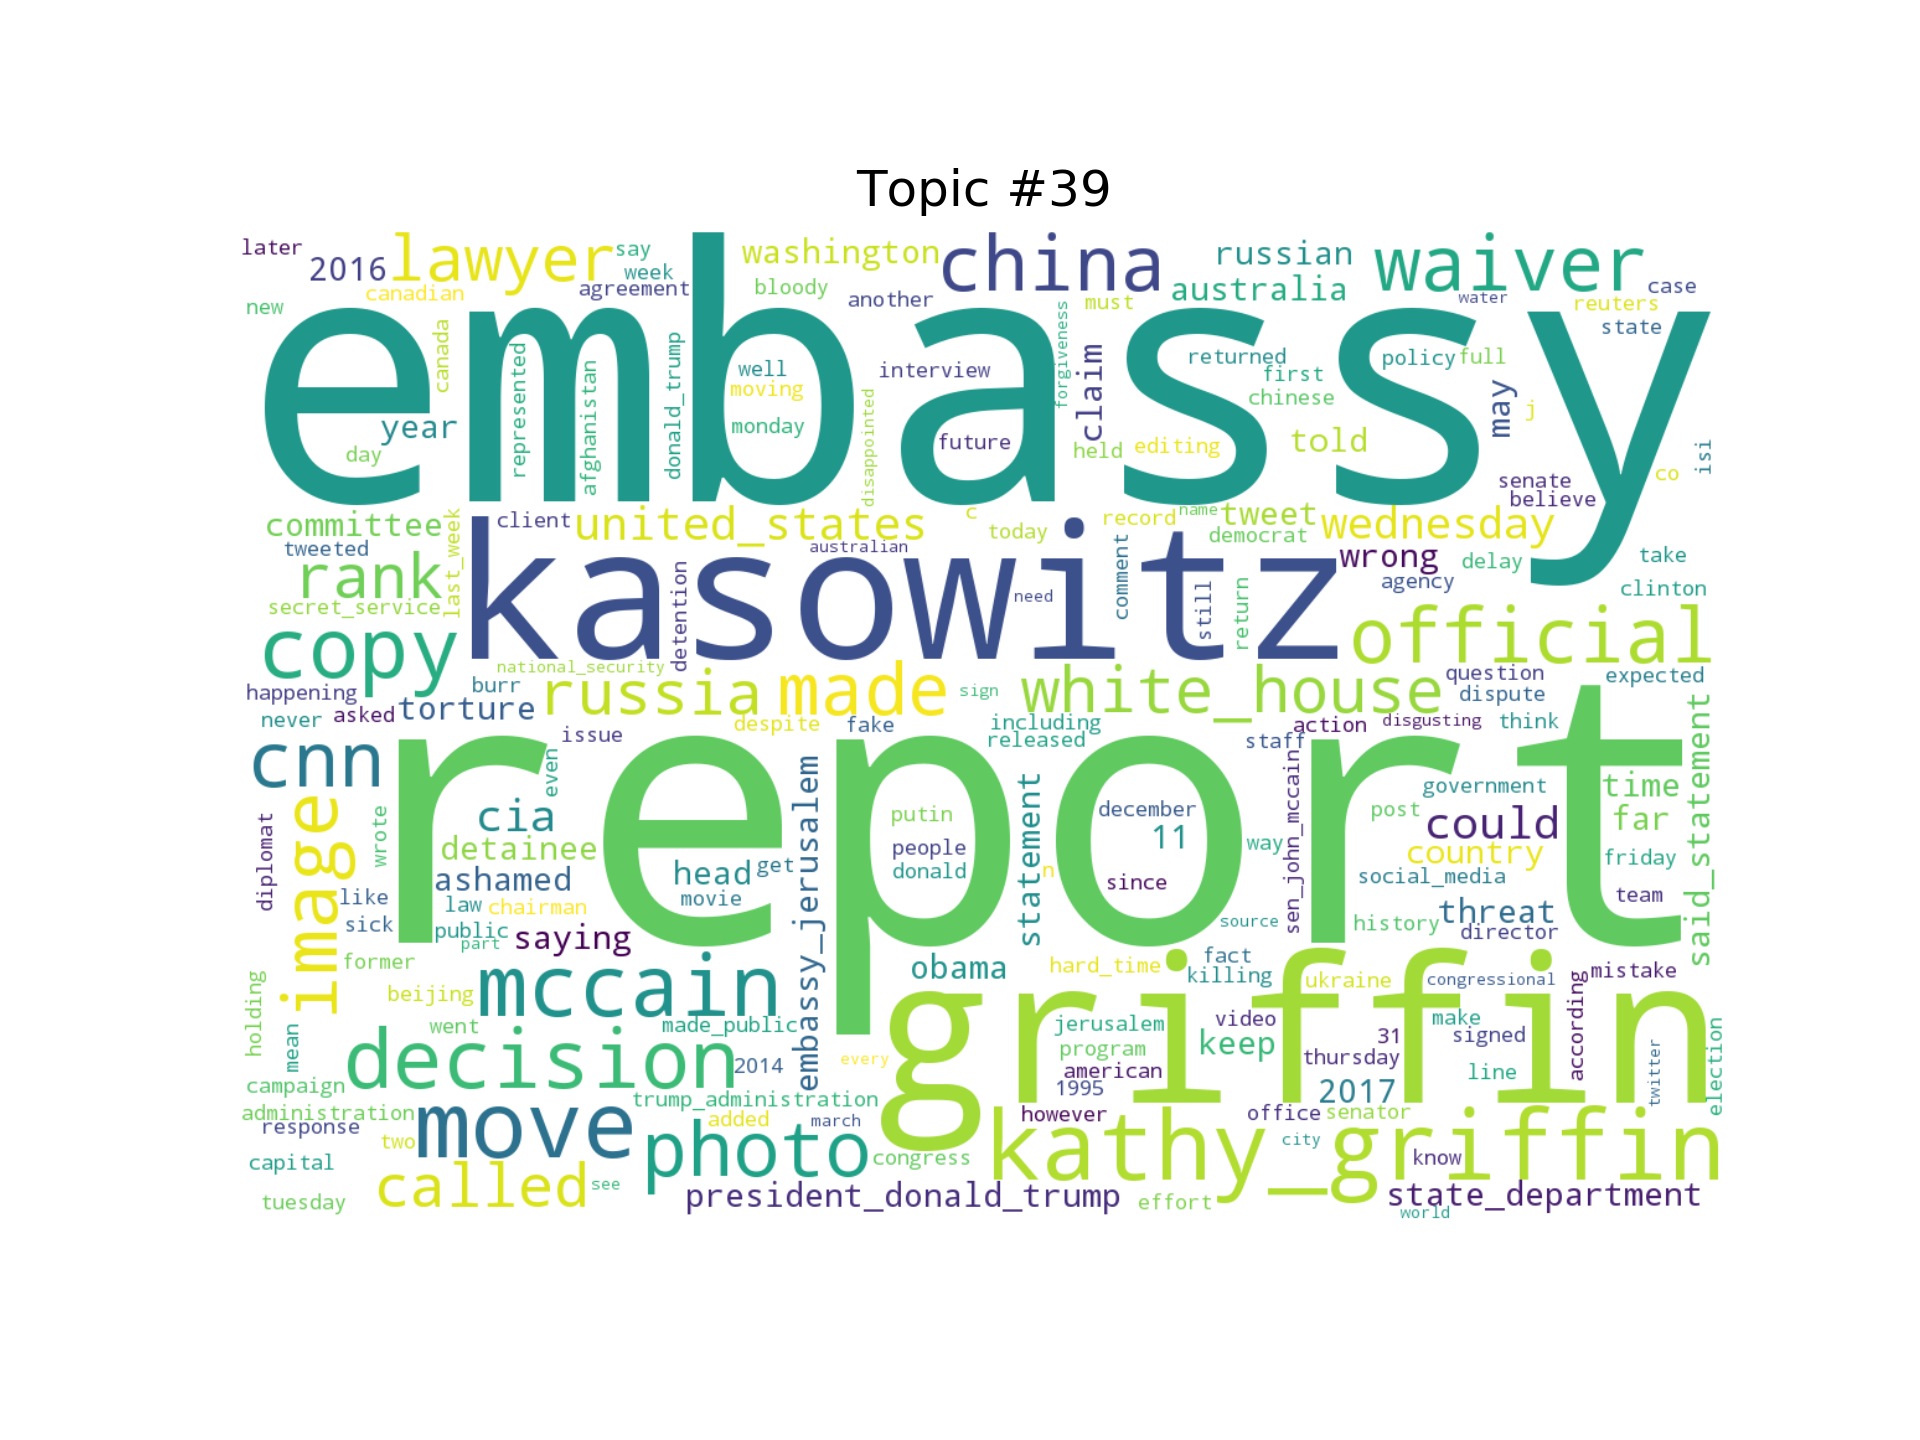 Topic #39
later
2016
lawyer
say
week
washington
china
russian
waiver
canadian
agreement
bloody
another
must
australia
water
reuters
case
new
state
embassy
canada
represented
afghanistan
donald_trump
well
moving
monday
interview
disappointed
future
forgiveness
claim
held
returned
first
chinese
editing
told
policy
full
may
j
year
day
senate
believe
co
isi
committee
tweeted
last_week
client
united_states
c
today
record
name
tweet
democrat
wednesday
rank
secret_service
kasowitz
australian
detention
need
comment
still
return
wrong
agency
delay
take
clinton
copy
official
national_security
happening
burr
russia
made
sign
white_house
question
dispute
expected
never
asked
torture
issue
despite
fake
including
released
staff
action
disgusting
think
cnn
report
even
embassy_jerusalem
statement
sen_john_mccain
government
time
said_statement
image
wrote
diplomat
cia
detainee
putin
people
donald
december
11
way
post
could
far
country
friday
ashamed
head
get
movie
n
since
social_media
team
like
law
chairman
sick
public
part
saying
source
history
threat
director
former
obama
hard_time
fact
killing
ukraine
congressional
mistake
holding
beijing
mccain
griffin
mean
went
made_public
jerusalem
video
make
according
decision
2014
every
program
keep
31
thursday
signed
election
campaign
american
1995
2017
line
twitter
administration
trump_administration
response
move
added
march
however
office
senator
two
photo
congress
kathy_griffin
city
know
capital
called
see
tuesday
president_donald_trump
effort
state_department
world